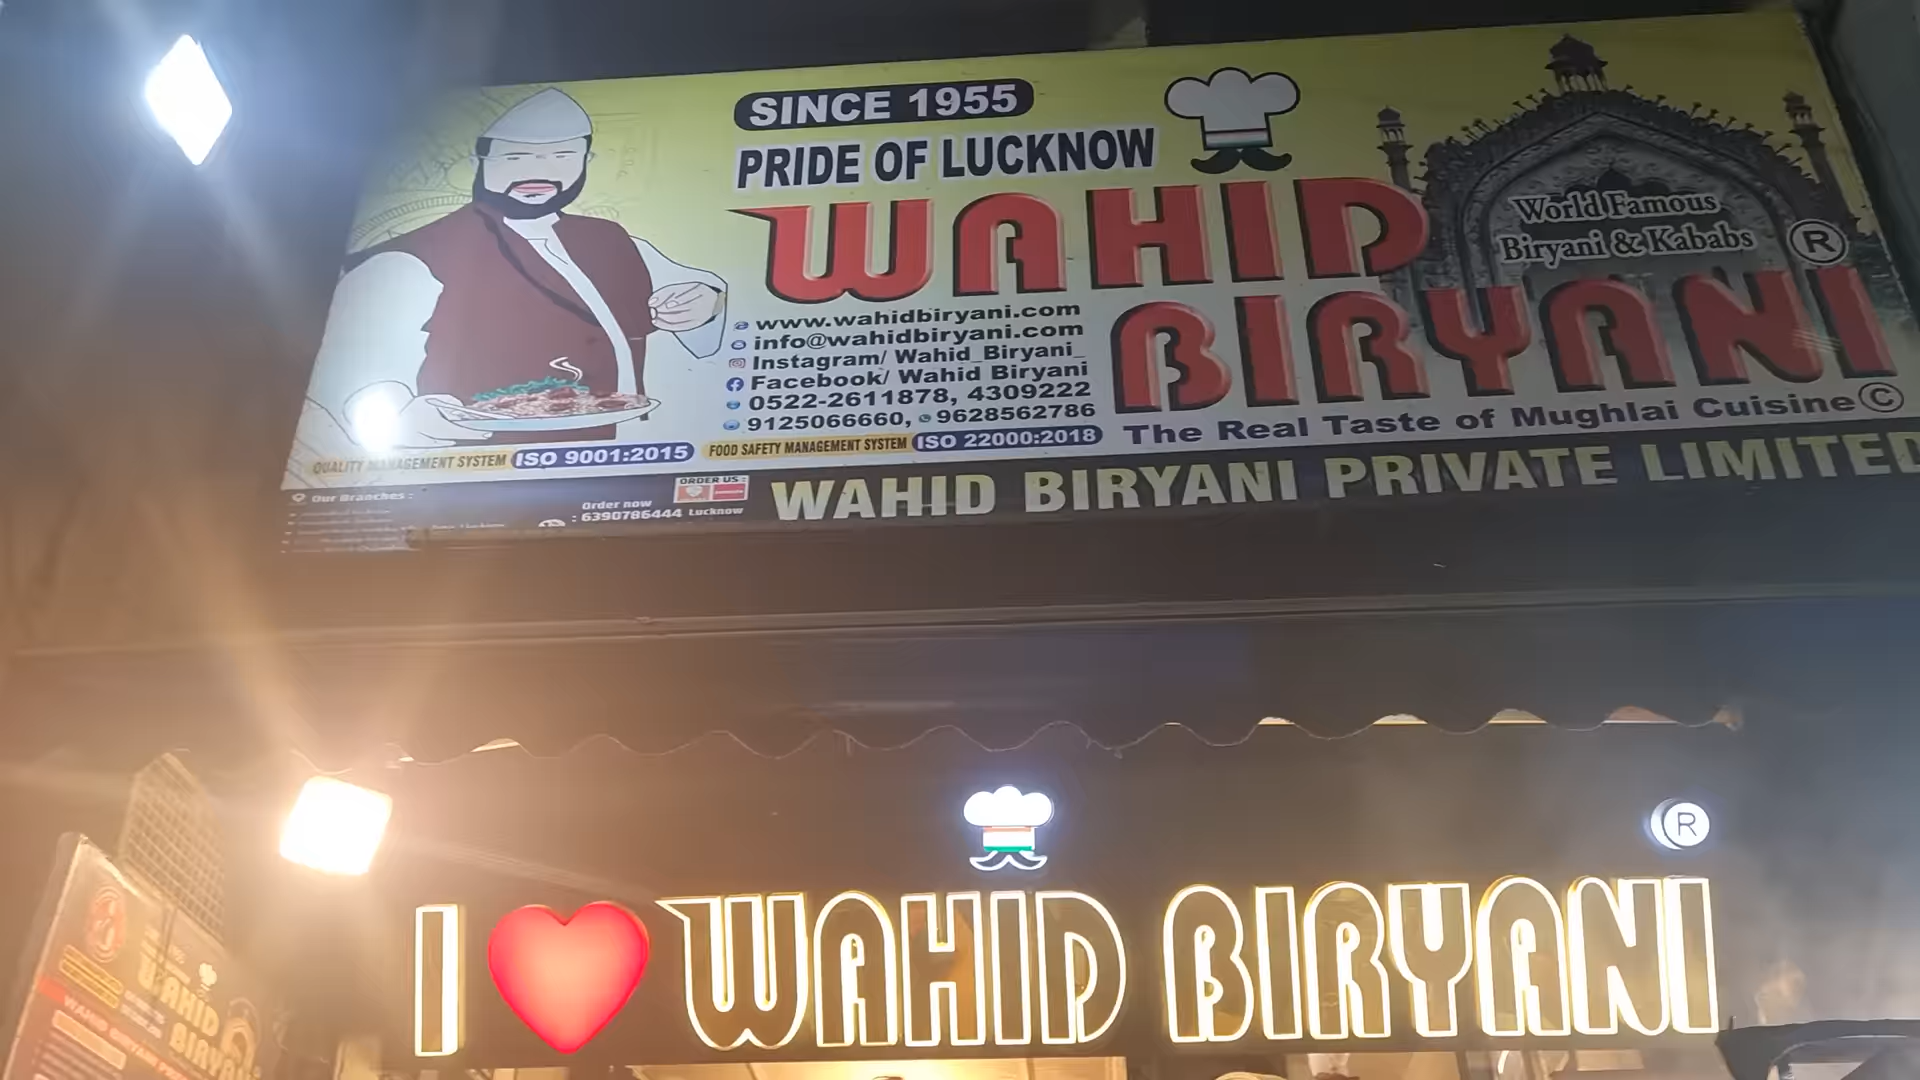 SINCE 1955
PRIDE OF LUCKNOW
WAHID
BIRYANI
World Famous
Biryani & Kababs
®
www.wahidbiryani.com
info@wahidbiryani.com
Instagram/ Wahid_Biryani_
Facebook/ Wahid Biryani
0522-2611878, 4309222
9125066660, 9628562786
The Real Taste of Mughlai Cuisine ©
QUALITY MANAGEMENT SYSTEM ISO 9001:2015
FOOD SAFETY MANAGEMENT SYSTEM ISO 22000:2018
Our Branches :
Order now
: 6390786444 Lucknow
ORDER US :
WAHID BIRYANI PRIVATE LIMITED
®
I ❤ WAHID BIRYANI
WAHID
BIRYANI